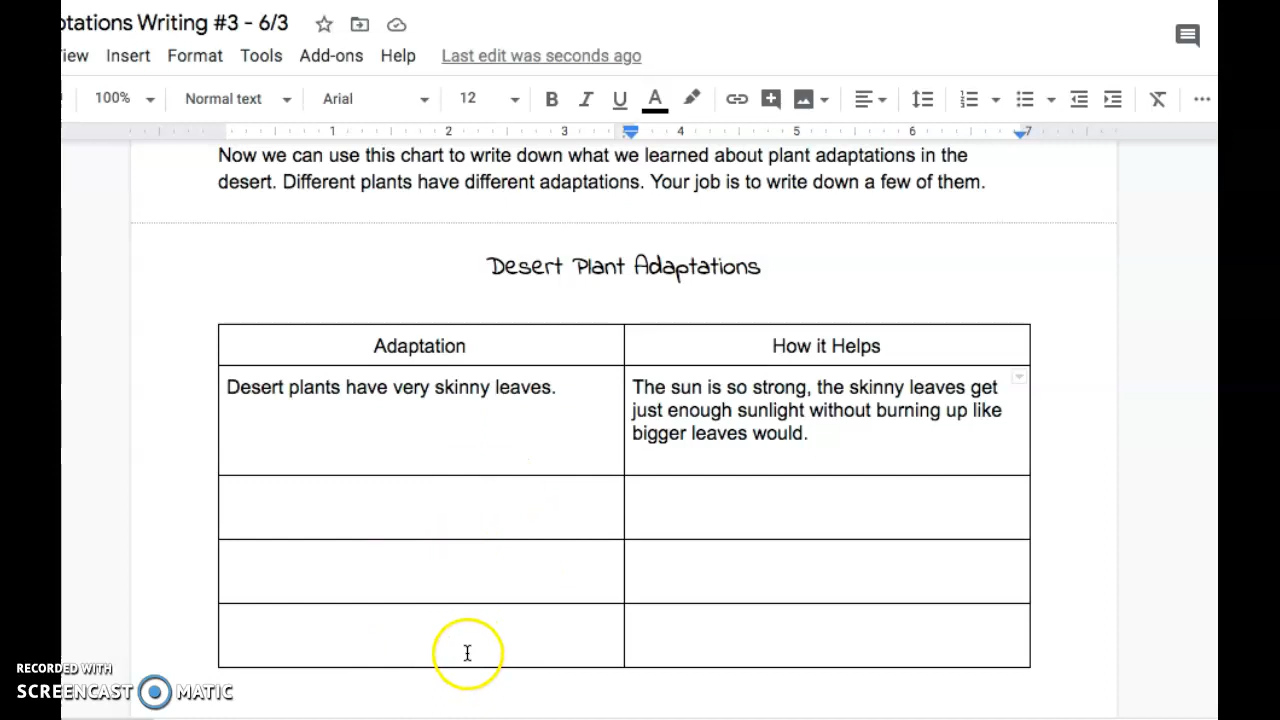 ptations Writing #3 - 6/3
iew Insert Format Tools Add-ons Help Last edit was seconds ago
100% Normal text Arial 12 B I U A
1 2 3 4 5 6 7
Now we can use this chart to write down what we learned about plant adaptations in the
desert. Different plants have different adaptations. Your job is to write down a few of them.
Desert Plant Adaptations
Adaptation How it Helps
Desert plants have very skinny leaves.
The sun is so strong, the skinny leaves get
just enough sunlight without burning up like
bigger leaves would.
RECORDED WITH
SCREENCAST MATIC